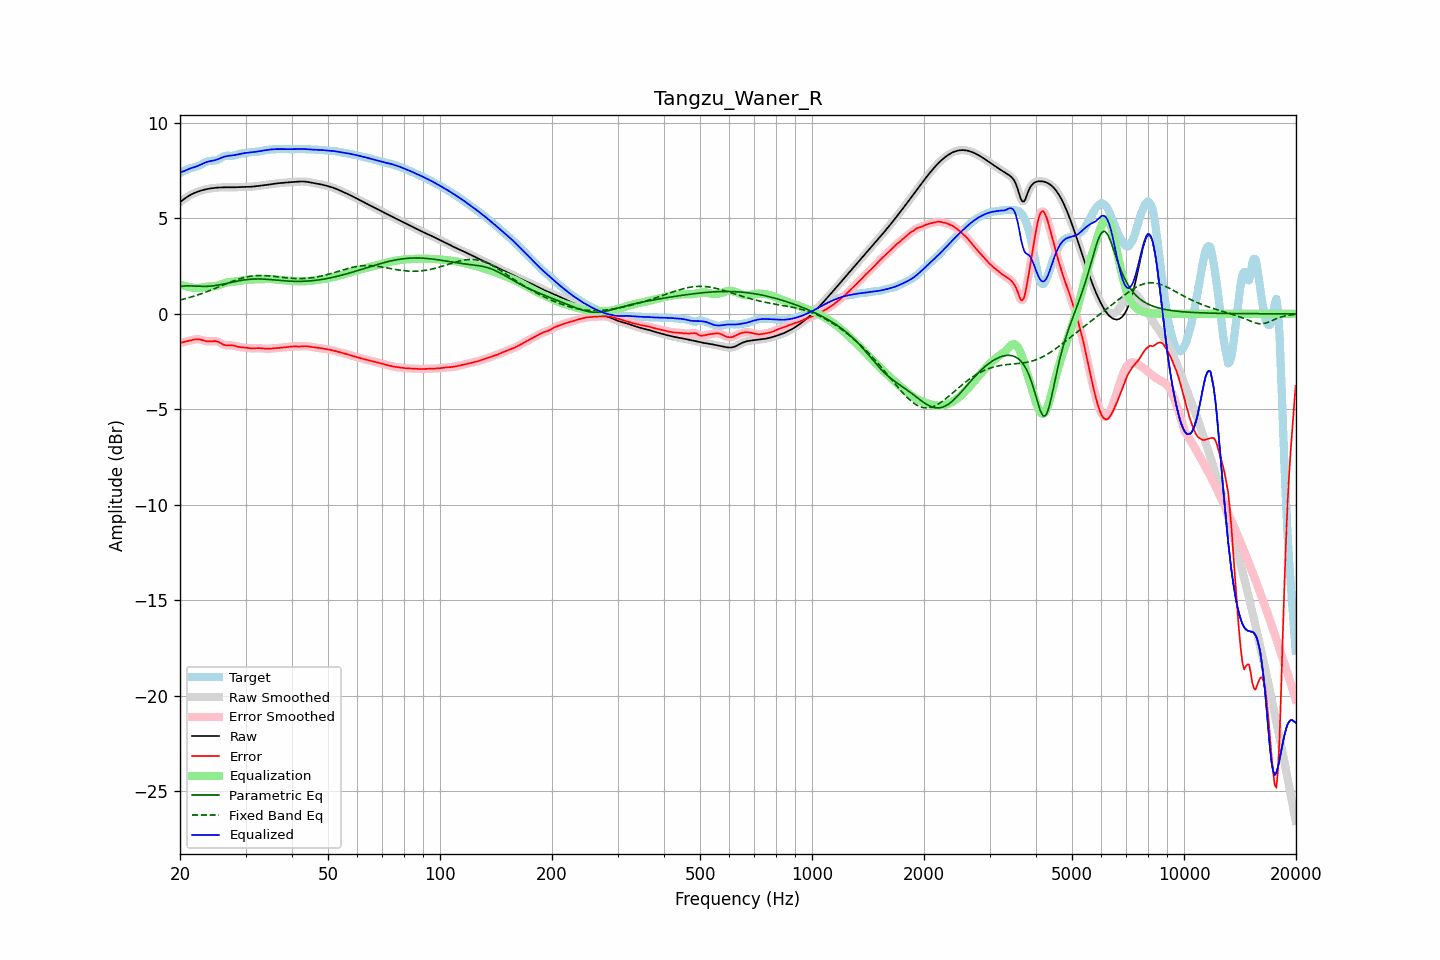 Tangzu_Waner_R
10
5
0
−5
−10
−15
−20
−25
Amplitude (dBr)
20
50
100
200
500
1000
2000
5000
10000
20000
Frequency (Hz)
Target
Raw Smoothed
Error Smoothed
Raw
Error
Equalization
Parametric Eq
Fixed Band Eq
Equalized